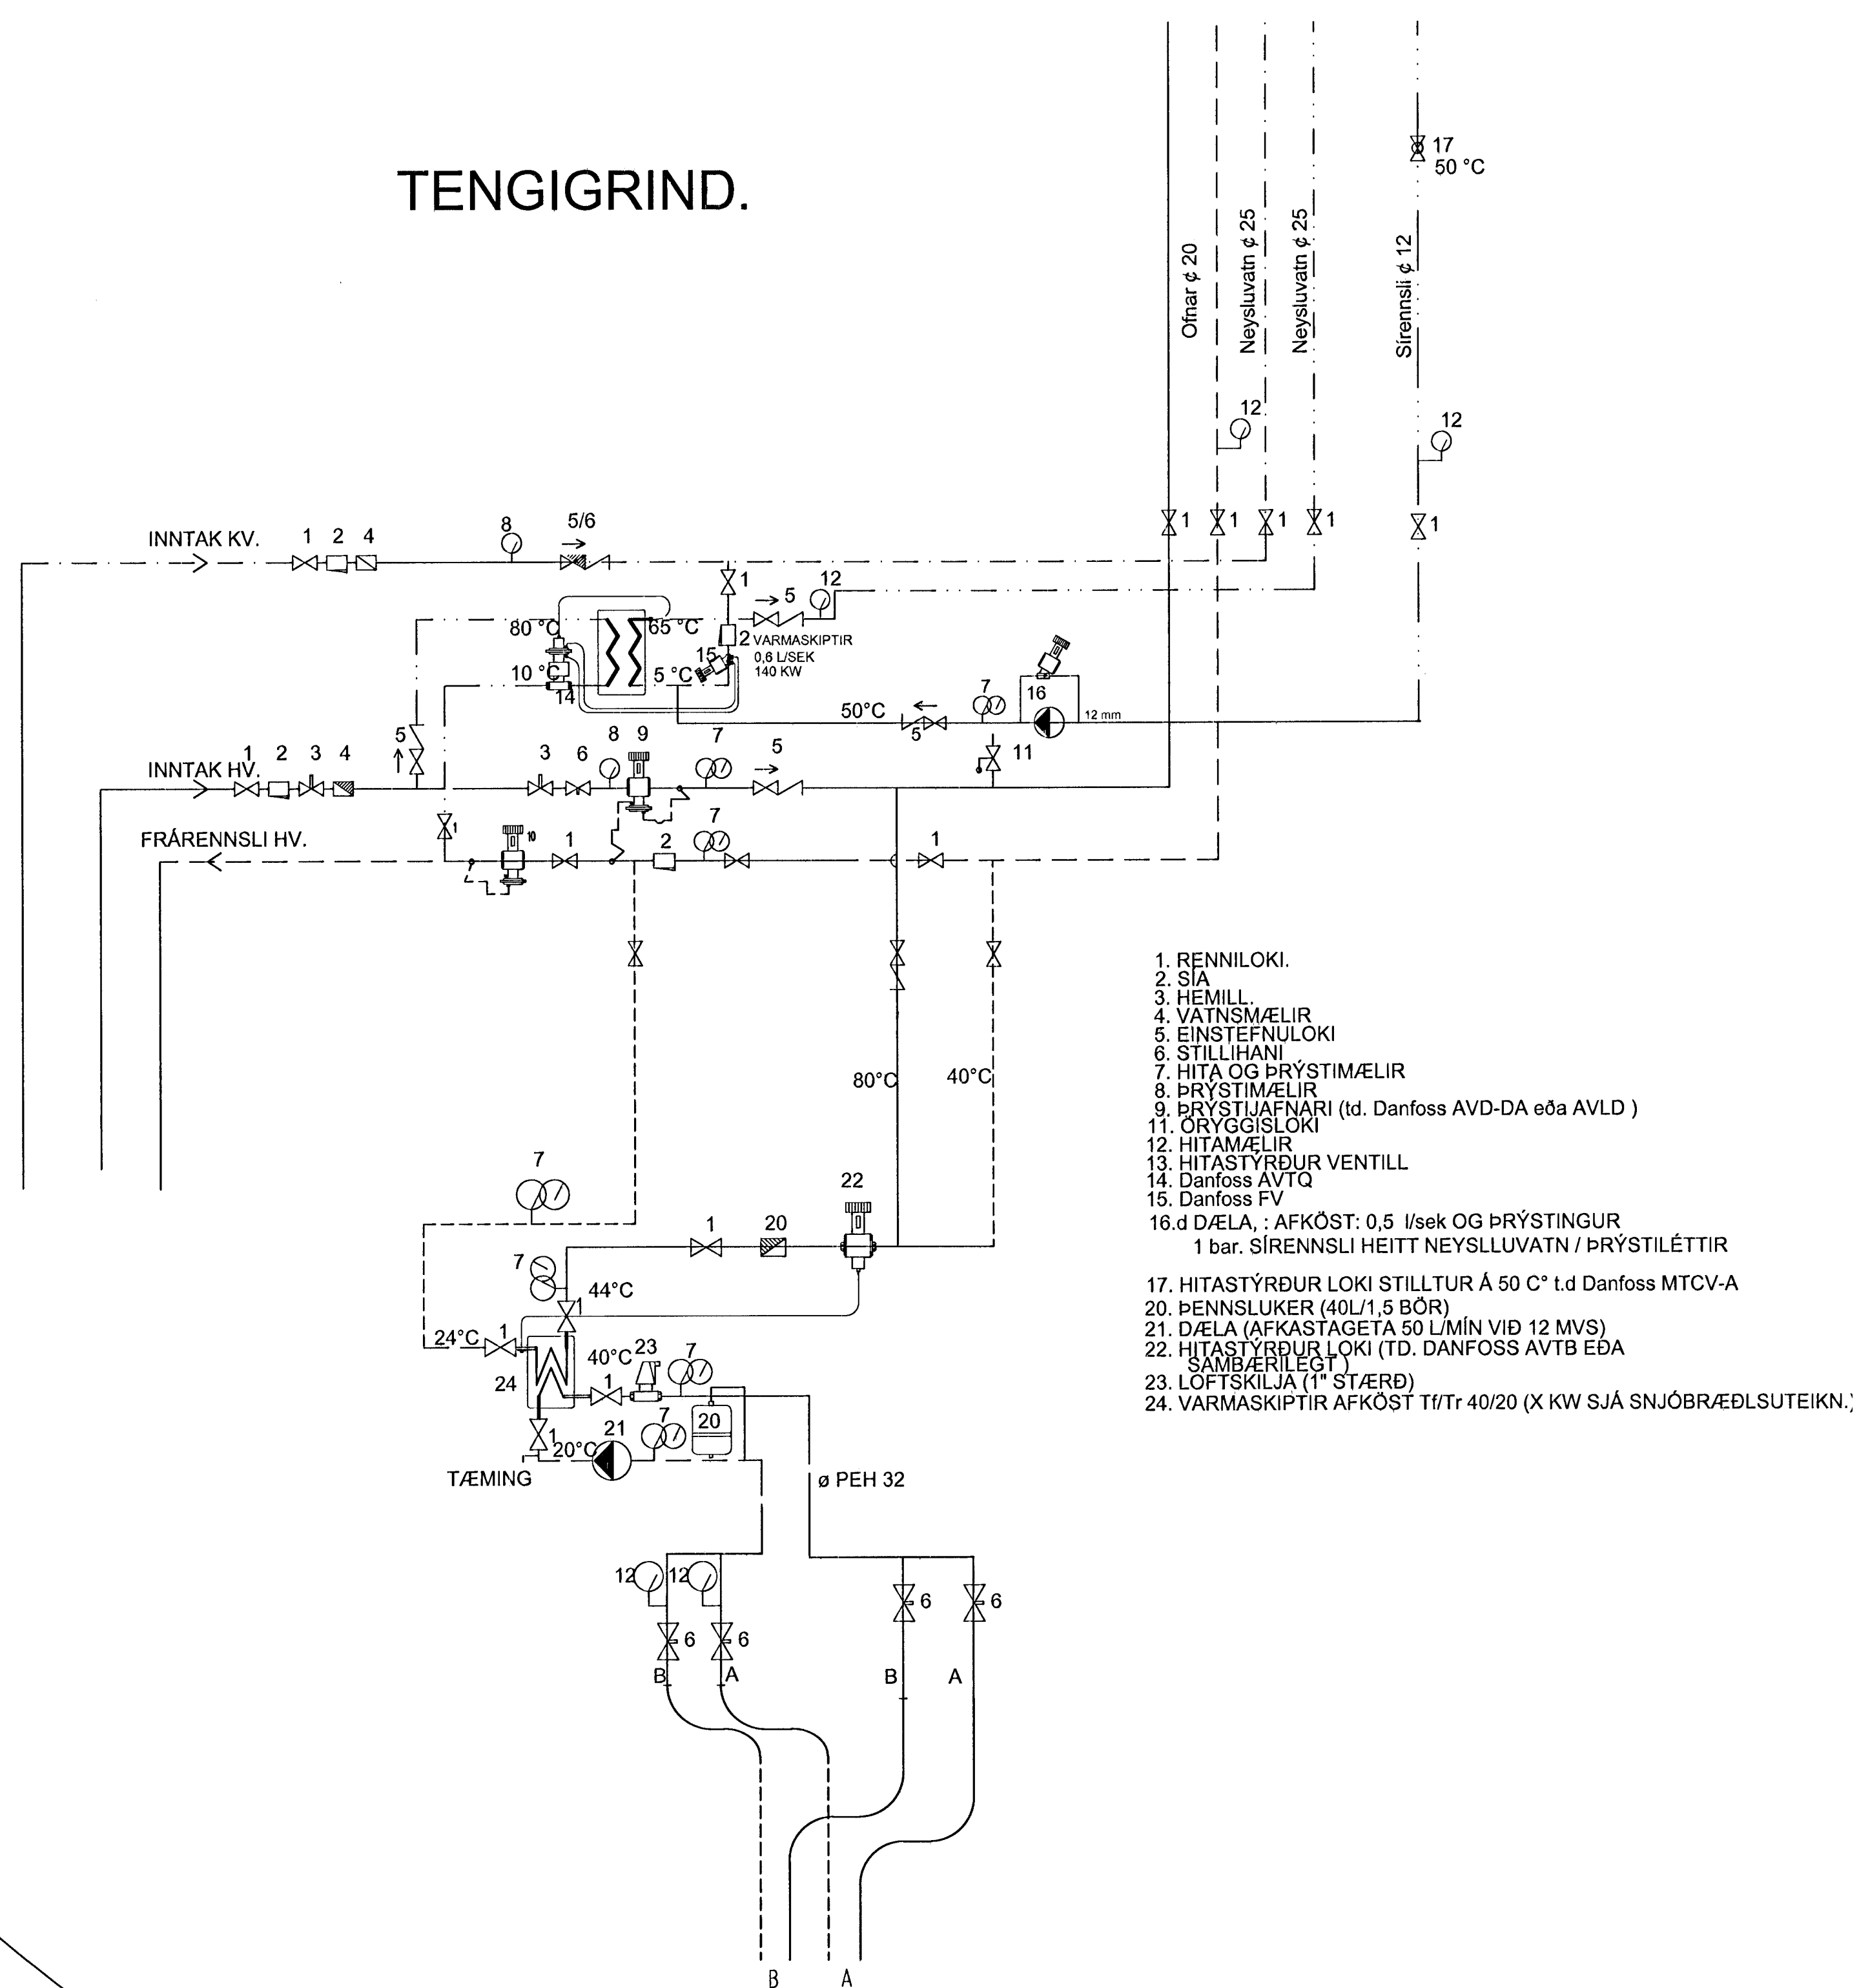 TENGIGRIND.
17
50 °C
Ofnar ¢ 20
Neysluvatn ¢ 25
Neysluvatn ¢ 25
Sírennsli ¢ 12
12
12
1
1
1
1
1
INNTAK KV.
1
2
4
8
5/6
1
5
12
80 °C
65 °C
2
VARMASKIPTIR
0,6 L/SEK
140 KW
15
10 °C
5 °C
14
50°C
5
7
16
12 mm
11
INNTAK HV.
1
2
3
4
5
3
6
8
9
7
5
FRÁRENNSLI HV.
1
10
1
2
7
1
80°C
40°C
1. RENNILOKI.
2. SÍA
3. HEMILL.
4. VATNSMÆLIR
5. EINSTEFNULOKI
6. STILLIHANI
7. HITA OG ÞRÝSTIMÆLIR
8. ÞRÝSTIMÆLIR
9. ÞRÝSTIJAFNARI (td. Danfoss AVD-DA eða AVLD )
11. ÖRYGGISLOKI
12. HITAMÆLIR
13. HITASTÝRÐUR VENTILL
14. Danfoss AVTQ
15. Danfoss FV
16.d DÆLA, : AFKÖST: 0,5 l/sek OG ÞRÝSTINGUR
1 bar. SÍRENNSLI HEITT NEYSLLUVATN / ÞRÝSTILÉTTIR
17. HITASTÝRÐUR LOKI STILLTUR Á 50 C° t.d Danfoss MTCV-A
20. ÞENNSLUKER (40L/1,5 BÖR)
21. DÆLA (AFKASTAGETA 50 L/MÍN VIÐ 12 MVS)
22. HITASTÝRÐUR LOKI (TD. DANFOSS AVTB EÐA
SAMBÆRILEGT )
23. LOFTSKILJA (1" STÆRÐ)
24. VARMASKIPTIR AFKÖST Tf/Tr 40/20 (X KW SJÁ SNJÓBRÆÐLSUTEIKN.)
7
22
1
20
7
44°C
1
24°C
1
40°C
23
7
24
1
1
20°C
21
7
20
TÆMING
ø PEH 32
12
12
6
6
6
6
B
A
B
A
B
A